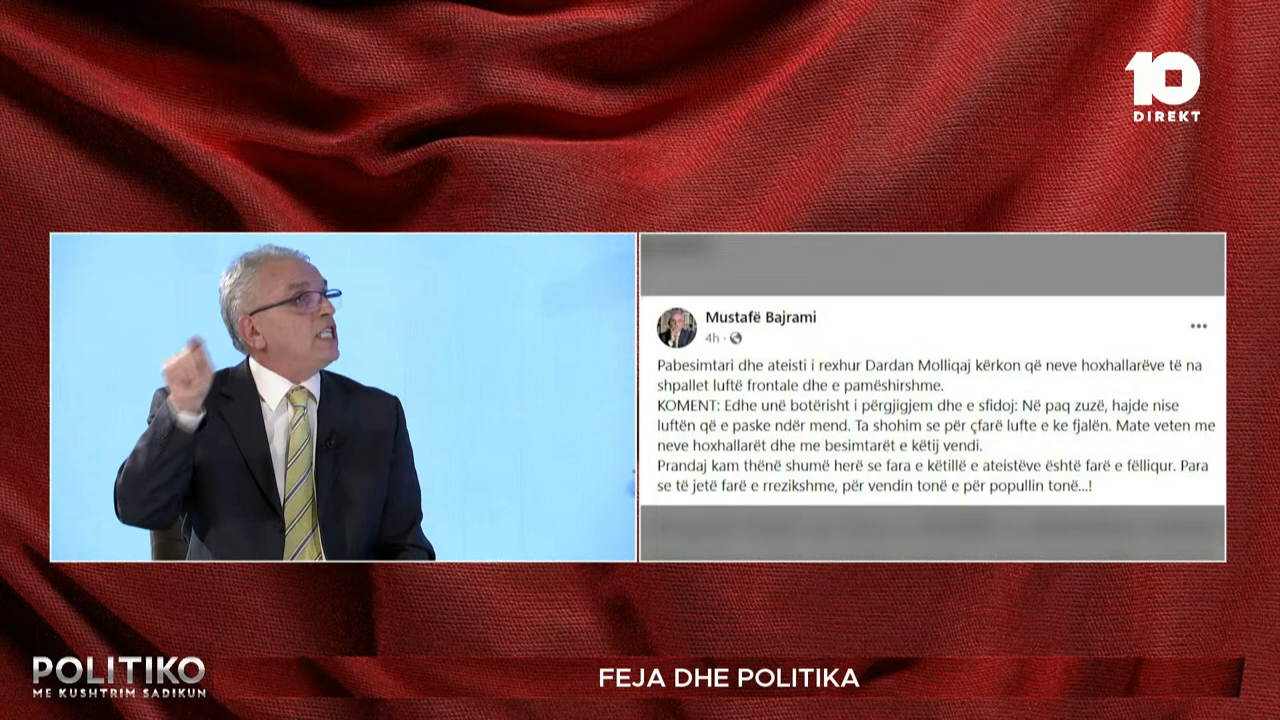 10
DIREKT
Mustafë Bajrami
4h
Pabesimtari dhe ateisti i rexhur Dardan Molliqaj kërkon që neve hoxhallarëve të na
shpallet luftë frontale dhe e pamëshirshme.
KOMENT: Edhe unë botërisht i përgjigjem dhe e sfidoj: Në paq zuzë, hajde nise
luftën që e paske ndër mend. Ta shohim se për çfarë lufte e ke fjalën. Mate veten me
neve hoxhallarët dhe me besimtarët e këtij vendi.
Prandaj kam thënë shumë herë se fara e këtillë e ateistëve është farë e fëlliqur. Para
se të jetë farë e rrezikshme, për vendin tonë e për popullin tonë...!
POLITIKO
ME KUSHTRIM SADIKUN
FEJA DHE POLITIKA